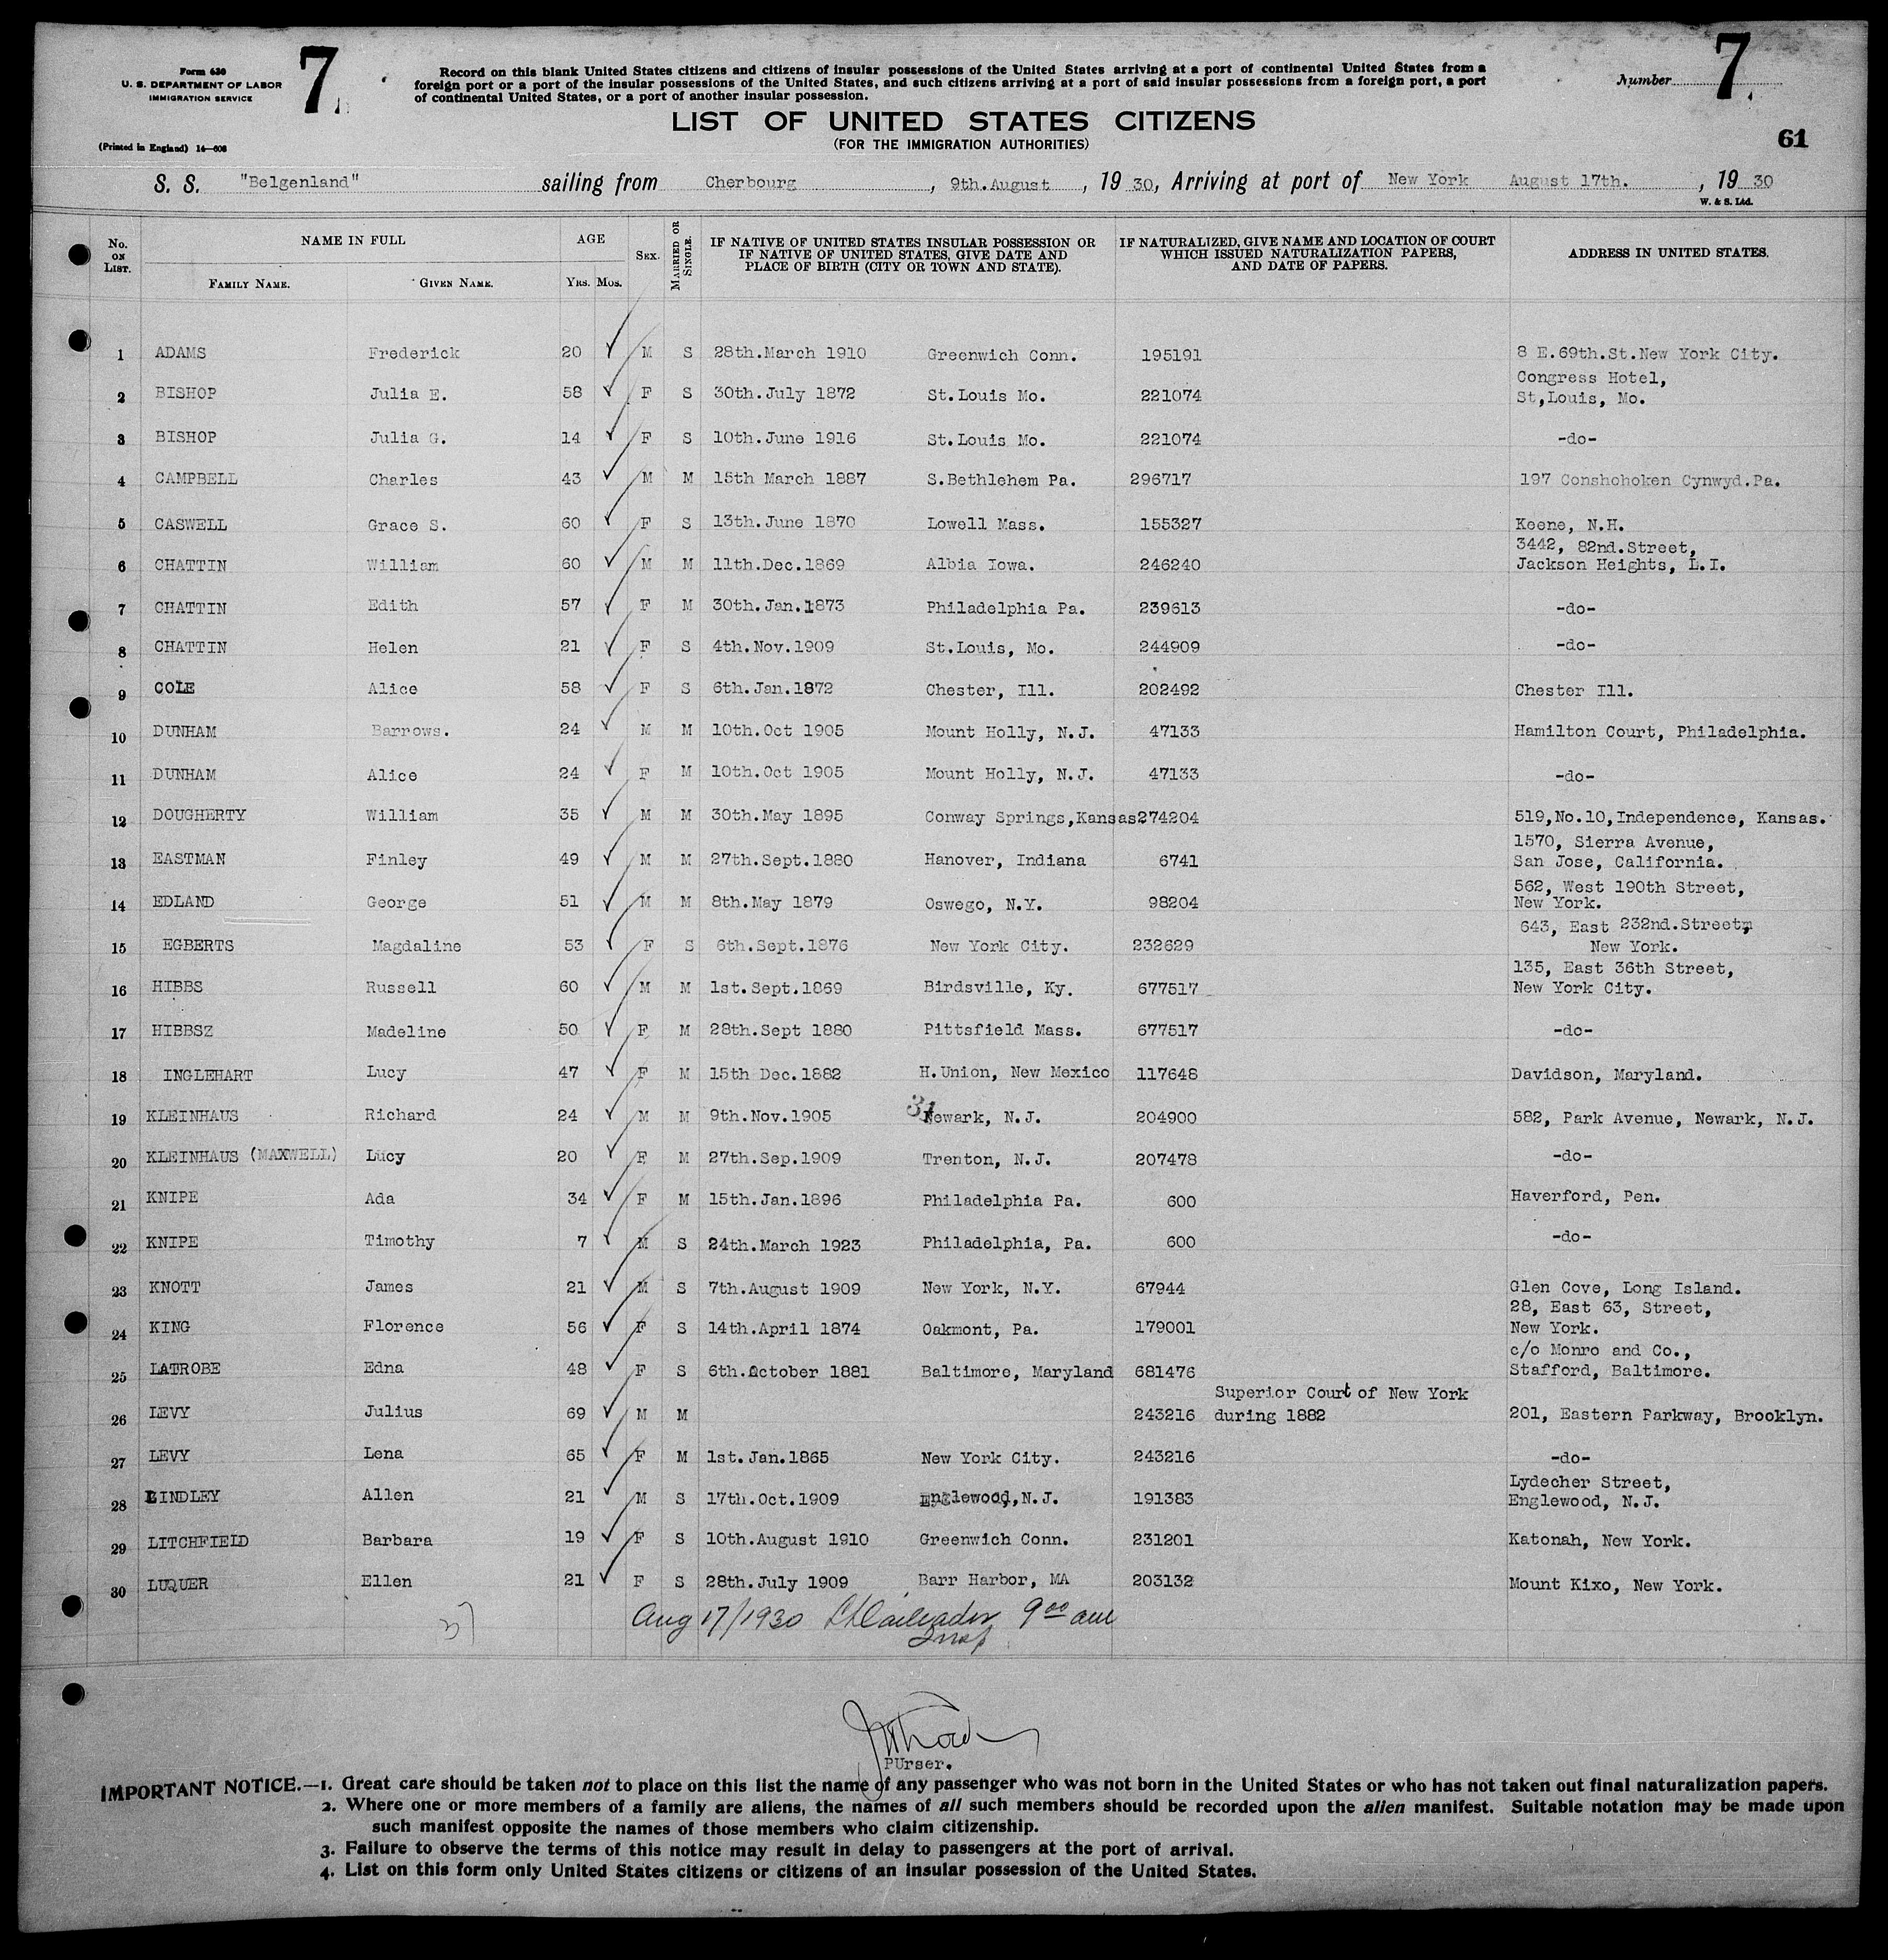 Form 630
U. S. DEPARTMENT OF LABOR
IMMIGRATION SERVICE
7
Record on this blank United States citizens and citizens of insular possessions of the United States arriving at a port of continental United States from a
foreign port or a port of the insular possessions of the United States, and such citizens arriving at a port of said insular possessions from a foreign port, a port
of continental United States, or a port of another insular possession.
Number 7
LIST OF UNITED STATES CITIZENS
(FOR THE IMMIGRATION AUTHORITIES)
(Printed in England) 14—608
61
S. S. "Belgenland" sailing from Cherbourg, 9th.August, 19 30, Arriving at port of New York August 17th., 19 30
W. & S. Ltd.
No. ON LIST. NAME IN FULL FAMILY NAME. GIVEN NAME. AGE YRS. MOS. SEX. MARRIED OR SINGLE. IF NATIVE OF UNITED STATES INSULAR POSSESSION OR IF NATIVE OF UNITED STATES, GIVE DATE AND PLACE OF BIRTH (CITY OR TOWN AND STATE). IF NATURALIZED, GIVE NAME AND LOCATION OF COURT WHICH ISSUED NATURALIZATION PAPERS, AND DATE OF PAPERS. ADDRESS IN UNITED STATES.
1 ADAMS Frederick 20 M S 28th.March 1910 Greenwich Conn. 195191 8 E.69th.St.New York City.
2 BISHOP Julia E. 58 F S 30th.July 1872 St.Louis Mo. 221074 Congress Hotel, St,Louis, Mo.
3 BISHOP Julia G. 14 F S 10th.June 1916 St.Louis Mo. 221074 -do-
4 CAMPBELL Charles 43 M M 15th March 1887 S.Bethlehem Pa. 296717 197 Conshohoken Cynwyd.Pa.
5 CASWELL Grace S. 60 F S 13th.June 1870 Lowell Mass. 155327 Keene, N.H.
6 CHATTIN William 60 M M 11th.Dec.1869 Albia Iowa. 246240 3442, 82nd.Street, Jackson Heights, L.I.
7 CHATTIN Edith 57 F M 30th.Jan.1873 Philadelphia Pa. 239613 -do-
8 CHATTIN Helen 21 F S 4th.Nov.1909 St.Louis, Mo. 244909 -do-
9 COLE Alice 58 F S 6th.Jan.1872 Chester, Ill. 202492 Chester Ill.
10 DUNHAM Barrows. 24 M M 10th.Oct 1905 Mount Holly, N.J. 47133 Hamilton Court, Philadelphia.
11 DUNHAM Alice 24 F M 10th.Oct 1905 Mount Holly, N.J. 47133 -do-
12 DOUGHERTY William 35 M M 30th.May 1895 Conway Springs,Kansas 274204 519,No.10,Independence, Kansas.
13 EASTMAN Finley 49 M M 27th.Sept.1880 Hanover, Indiana 6741 1570, Sierra Avenue, San Jose, California.
14 EDLAND George 51 M M 8th.May 1879 Oswego, N.Y. 98204 562, West 190th Street, New York.
15 EGBERTS Magdaline 53 F S 6th.Sept.1876 New York City. 232629 643, East 232nd.Street, New York.
16 HIBBS Russell 60 M M 1st.Sept.1869 Birdsville, Ky. 677517 135, East 36th Street, New York City.
17 HIBBSZ Madeline 50 F M 28th.Sept 1880 Pittsfield Mass. 677517 -do-
18 INGLEHART Lucy 47 F M 15th Dec.1882 H.Union, New Mexico 117648 Davidson, Maryland.
19 KLEINHAUS Richard 24 M M 9th.Nov.1905 31 Newark, N.J. 204900 582, Park Avenue, Newark, N.J.
20 KLEINHAUS (MAXWELL) Lucy 20 F M 27th.Sep.1909 Trenton, N.J. 207478 -do-
21 KNIPE Ada 34 F M 15th.Jan.1896 Philadelphia Pa. 600 Haverford, Pen.
22 KNIPE Timothy 7 M S 24th.March 1923 Philadelphia, Pa. 600 -do-
23 KNOTT James 21 M S 7th.August 1909 New York, N.Y. 67944 Glen Cove, Long Island.
24 KING Florence 56 F S 14th.April 1874 Oakmont, Pa. 179001 28, East 63, Street, New York.
25 LATROBE Edna 48 F S 6th.October 1881 Baltimore, Maryland 681476 c/o Monro and Co., Stafford, Baltimore.
26 LEVY Julius 69 M M 243216 Superior Court of New York during 1882 201, Eastern Parkway, Brooklyn.
27 LEVY Lena 65 F M 1st.Jan.1865 New York City. 243216 -do-
28 LINDLEY Allen 21 M S 17th.Oct.1909 Englewood,N.J. 191383 Lydecher Street, Englewood, N.J.
29 LITCHFIELD Barbara 19 F S 10th.August 1910 Greenwich Conn. 231201 Katonah, New York.
30 LUQUER Ellen 21 F S 28th.July 1909 Barr Harbor, MA 203132 Mount Kixo, New York.
Aug 17/1930 9 00 am
Insp
PUrser.
IMPORTANT NOTICE.—1. Great care should be taken not to place on this list the name of any passenger who was not born in the United States or who has not taken out final naturalization papers.
2. Where one or more members of a family are aliens, the names of all such members should be recorded upon the alien manifest. Suitable notation may be made upon
such manifest opposite the names of those members who claim citizenship.
3. Failure to observe the terms of this notice may result in delay to passengers at the port of arrival.
4. List on this form only United States citizens or citizens of an insular possession of the United States.